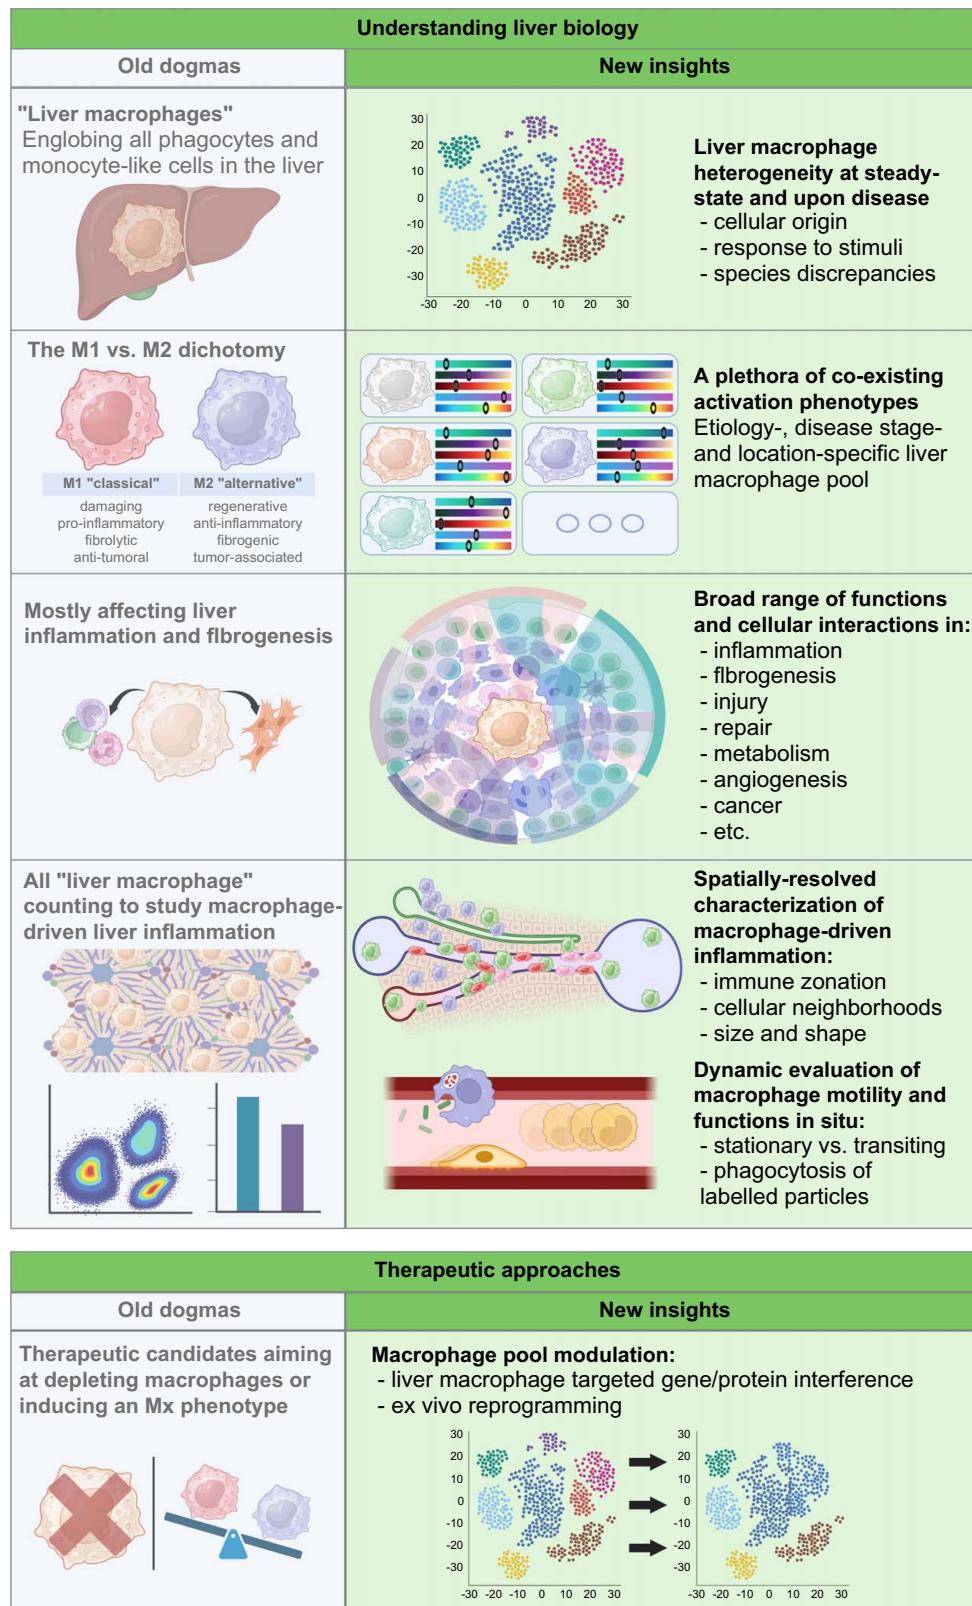 Understanding liver biology
Old dogmas
New insights
"Liver macrophages"
Englobing all phagocytes and
monocyte-like cells in the liver
30
20
10
0
-10
-20
-30
-30 -20 -10 0 10 20 30
Liver macrophage
heterogeneity at steady-
state and upon disease
- cellular origin
- response to stimuli
- species discrepancies
The M1 vs. M2 dichotomy
M1 "classical"
damaging
pro-inflammatory
fibrolytic
anti-tumoral
M2 "alternative"
regenerative
anti-inflammatory
fibrogenic
tumor-associated
A plethora of co-existing
activation phenotypes
Etiology-, disease stage-
and location-specific liver
macrophage pool
Mostly affecting liver
inflammation and fIbrogenesis
Broad range of functions
and cellular interactions in:
- inflammation
- fIbrogenesis
- injury
- repair
- metabolism
- angiogenesis
- cancer
- etc.
All "liver macrophage"
counting to study macrophage-
driven liver inflammation
Spatially-resolved
characterization of
macrophage-driven
inflammation:
- immune zonation
- cellular neighborhoods
- size and shape
Dynamic evaluation of
macrophage motility and
functions in situ:
- stationary vs. transiting
- phagocytosis of
labelled particles
Therapeutic approaches
Old dogmas
New insights
Therapeutic candidates aiming
at depleting macrophages or
inducing an Mx phenotype
Macrophage pool modulation:
- liver macrophage targeted gene/protein interference
- ex vivo reprogramming
30
20
10
0
-10
-20
-30
-30 -20 -10 0 10 20 30
30
20
10
0
-10
-20
-30
-30 -20 -10 0 10 20 30